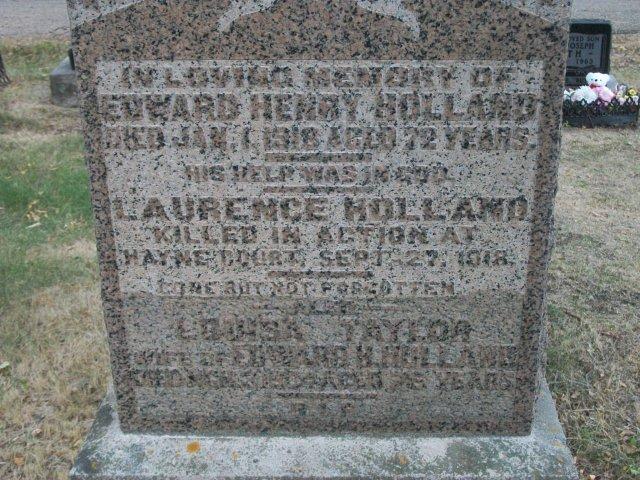 IN LOVING MEMORY OF
EDWARD HENRY HOLLAND
DIED JAN. 1 1918 AGED 72 YEARS.
HIS HELP WAS IN GOD.
LAURENCE HOLLAND
KILLED IN ACTION AT
HAYNECOURT, SEPT. 27, 1918.
GONE BUT NOT FORGOTTEN
ALSO
LOUISA TAYLOR
WIFE OF EDWARD H. HOLLAND
AGED YEARS